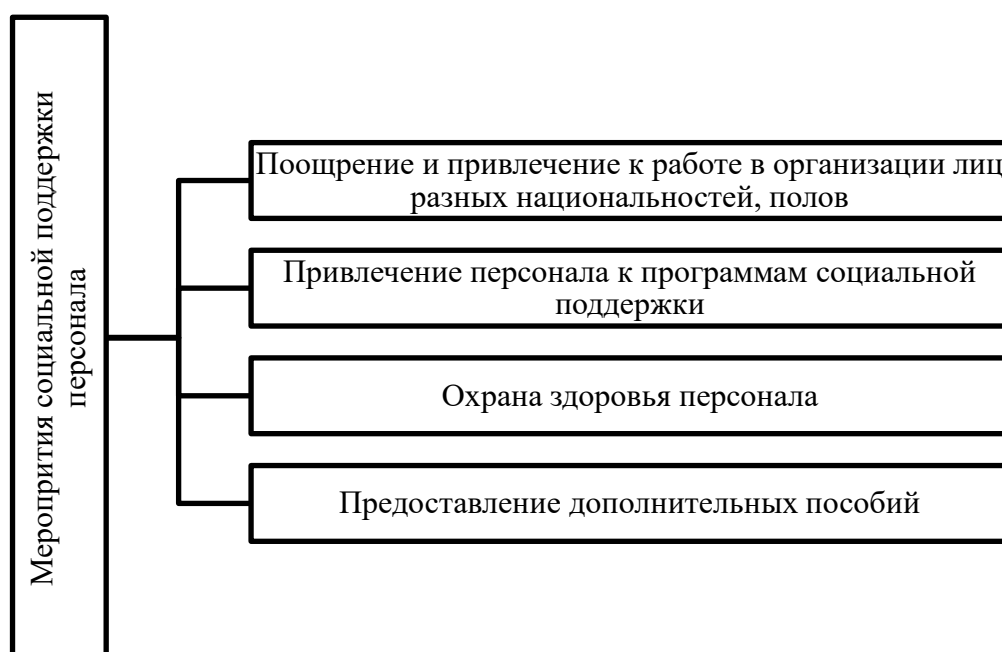 Меропрития социальной поддержки
персонала
Поощрение и привлечение к работе в организации лиц
разных национальностей, полов
Привлечение персонала к программам социальной
поддержки
Охрана здоровья персонала
Предоставление дополнительных пособий